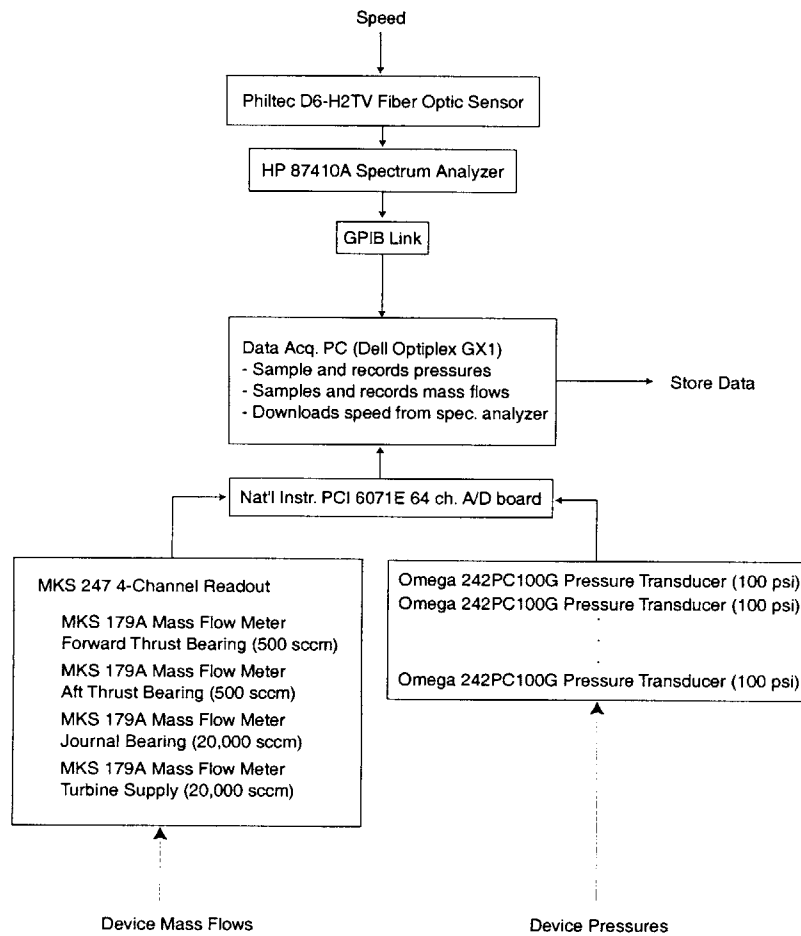 Speed
Philtec D6-H2TV Fiber Optic Sensor
HP 87410A Spectrum Analyzer
GPIB Link
Data Acq. PC (Dell Optiplex GX1)
- Sample and records pressures
- Samples and records mass flows
- Downloads speed from spec. analyzer
Store Data
Nat'l Instr. PCI 6071E 64 ch. A/D board
MKS 247 4-Channel Readout
MKS 179A Mass Flow Meter
Forward Thrust Bearing (500 sccm)
MKS 179A Mass Flow Meter
Aft Thrust Bearing (500 sccm)
MKS 179A Mass Flow Meter
Journal Bearing (20,000 sccm)
MKS 179A Mass Flow Meter
Turbine Supply (20,000 sccm)
Omega 242PC100G Pressure Transducer (100 psi)
Omega 242PC100G Pressure Transducer (100 psi)
.
.
.
Omega 242PC100G Pressure Transducer (100 psi)
Device Mass Flows
Device Pressures